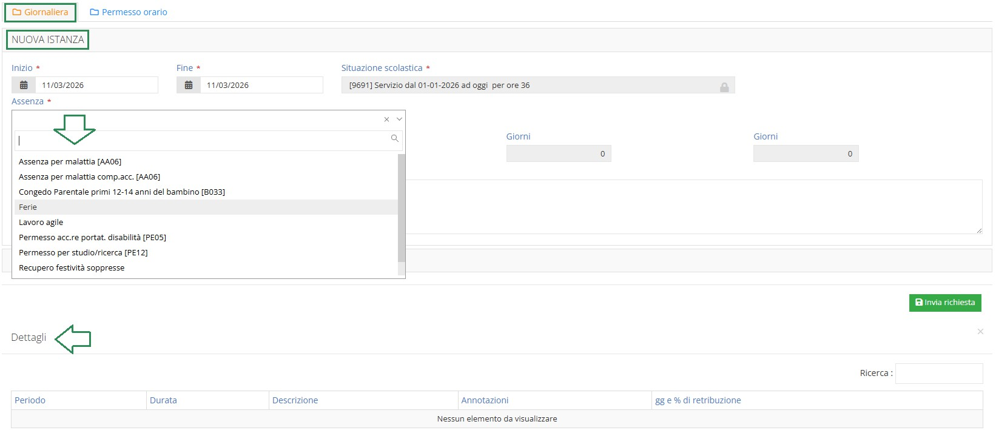 Giornaliera
Permesso orario
NUOVA ISTANZA
Inizio *
Fine *
Situazione scolastica *
11/03/2026
11/03/2026
[9691] Servizio dal 01-01-2026 ad oggi  per ore 36
Assenza *
Giorni
Giorni
0
0
Assenza per malattia [AA06]
Assenza per malattia comp.acc. [AA06]
Congedo Parentale primi 12-14 anni del bambino [B033]
Ferie
Lavoro agile
Permesso acc.re portat. disabilità [PE05]
Permesso per studio/ricerca [PE12]
Recupero festività soppresse
Invia richiesta
Dettagli
Ricerca :
Periodo
Durata
Descrizione
Annotazioni
gg e % di retribuzione
Nessun elemento da visualizzare